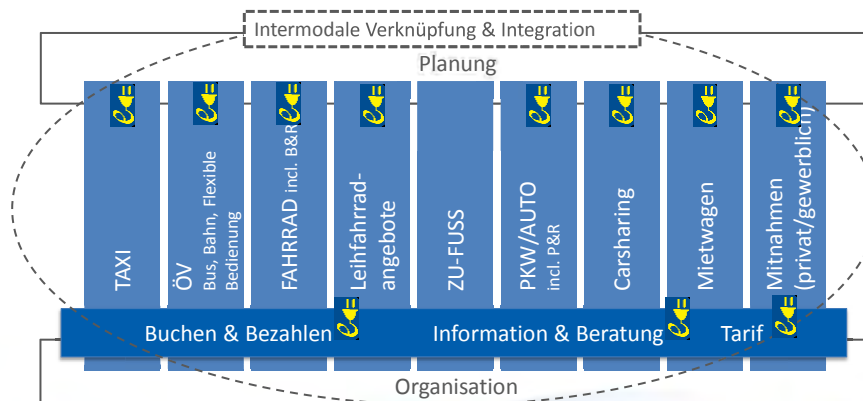 Intermodale Verknüpfung & Integration
Planung
TAXI
ÖV
Bus, Bahn, Flexible
Bedienung
FAHRRAD incl. B&R
Leihfahrrad-
angebote
ZU-FUSS
PKW/AUTO
incl. P&R
Carsharing
Mietwagen
Mitnahmen
(privat/gewerblich)
Buchen & Bezahlen
Information & Beratung
Tarif
Organisation